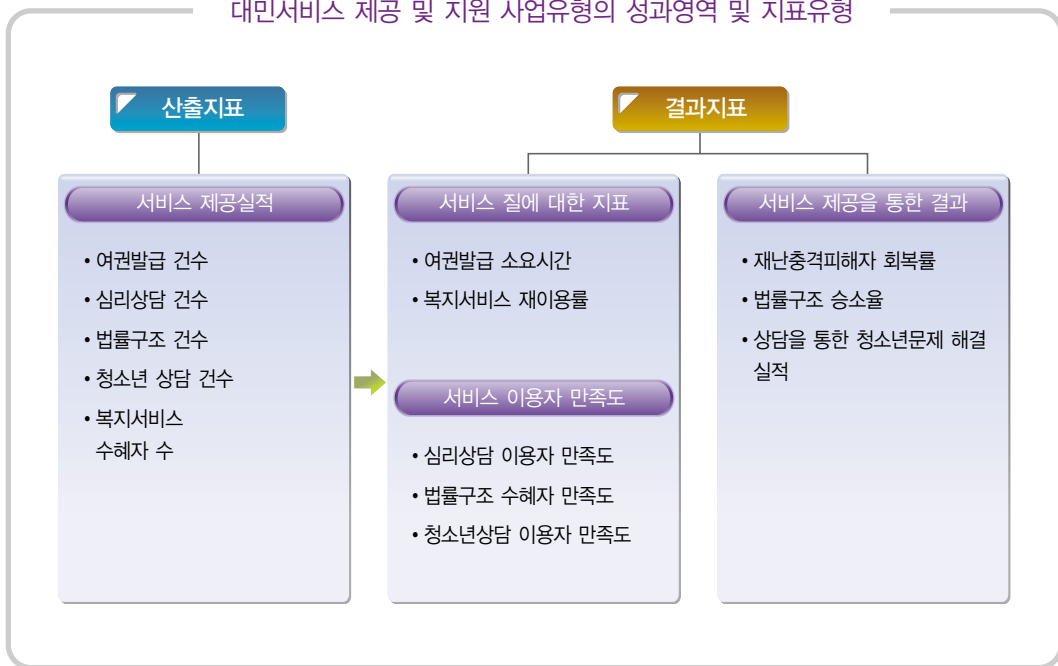 대민서비스 제공 및 지원 사업유형의 성과영역 및 지표유형
산출지표
결과지표
서비스 제공실적
• 여권발급 건수
• 심리상담 건수
• 법률구조 건수
• 청소년 상담 건수
• 복지서비스
수혜자 수
서비스 질에 대한 지표
• 여권발급 소요시간
• 복지서비스 재이용률
서비스 이용자 만족도
• 심리상담 이용자 만족도
• 법률구조 수혜자 만족도
• 청소년상담 이용자 만족도
서비스 제공을 통한 결과
• 재난충격피해자 회복률
• 법률구조 승소율
• 상담을 통한 청소년문제 해결
실적